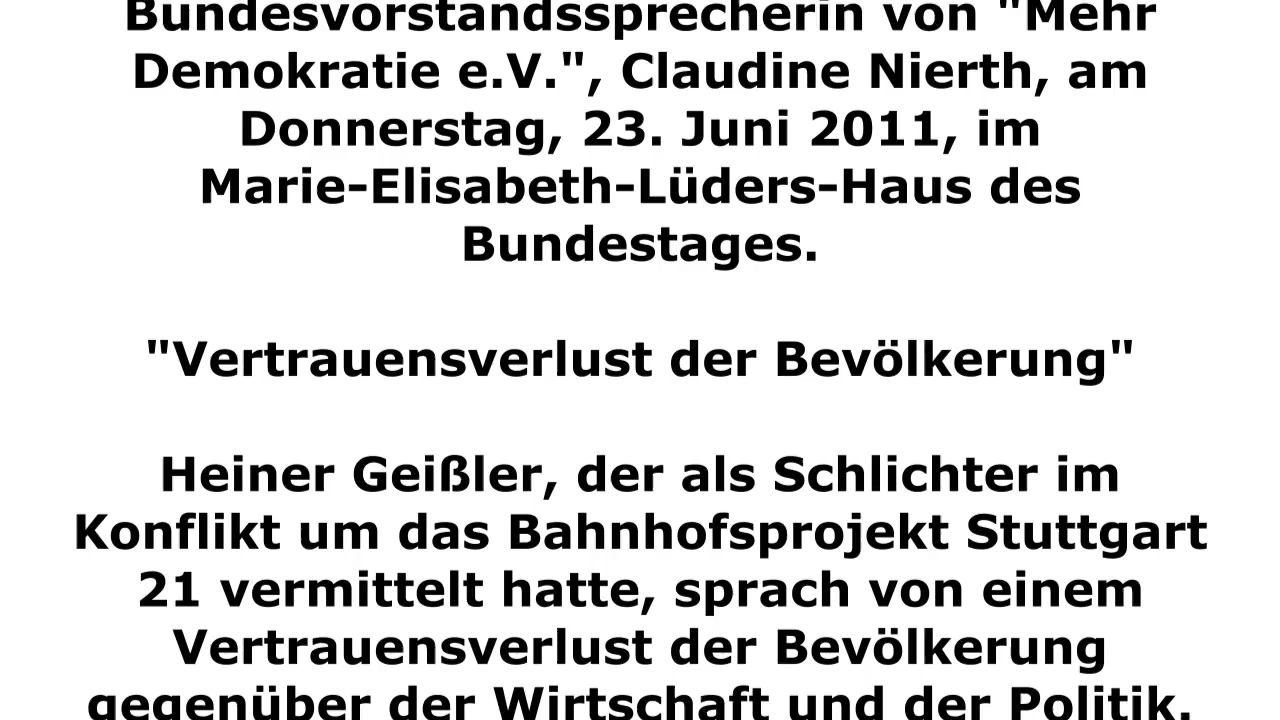 Bundesvorstandssprecherin von "Mehr
Demokratie e.V.", Claudine Nierth, am
Donnerstag, 23. Juni 2011, im
Marie-Elisabeth-Lüders-Haus des
Bundestages.
"Vertrauensverlust der Bevölkerung"
Heiner Geißler, der als Schlichter im
Konflikt um das Bahnhofsprojekt Stuttgart
21 vermittelt hatte, sprach von einem
Vertrauensverlust der Bevölkerung
gegenüber der Wirtschaft und der Politik.